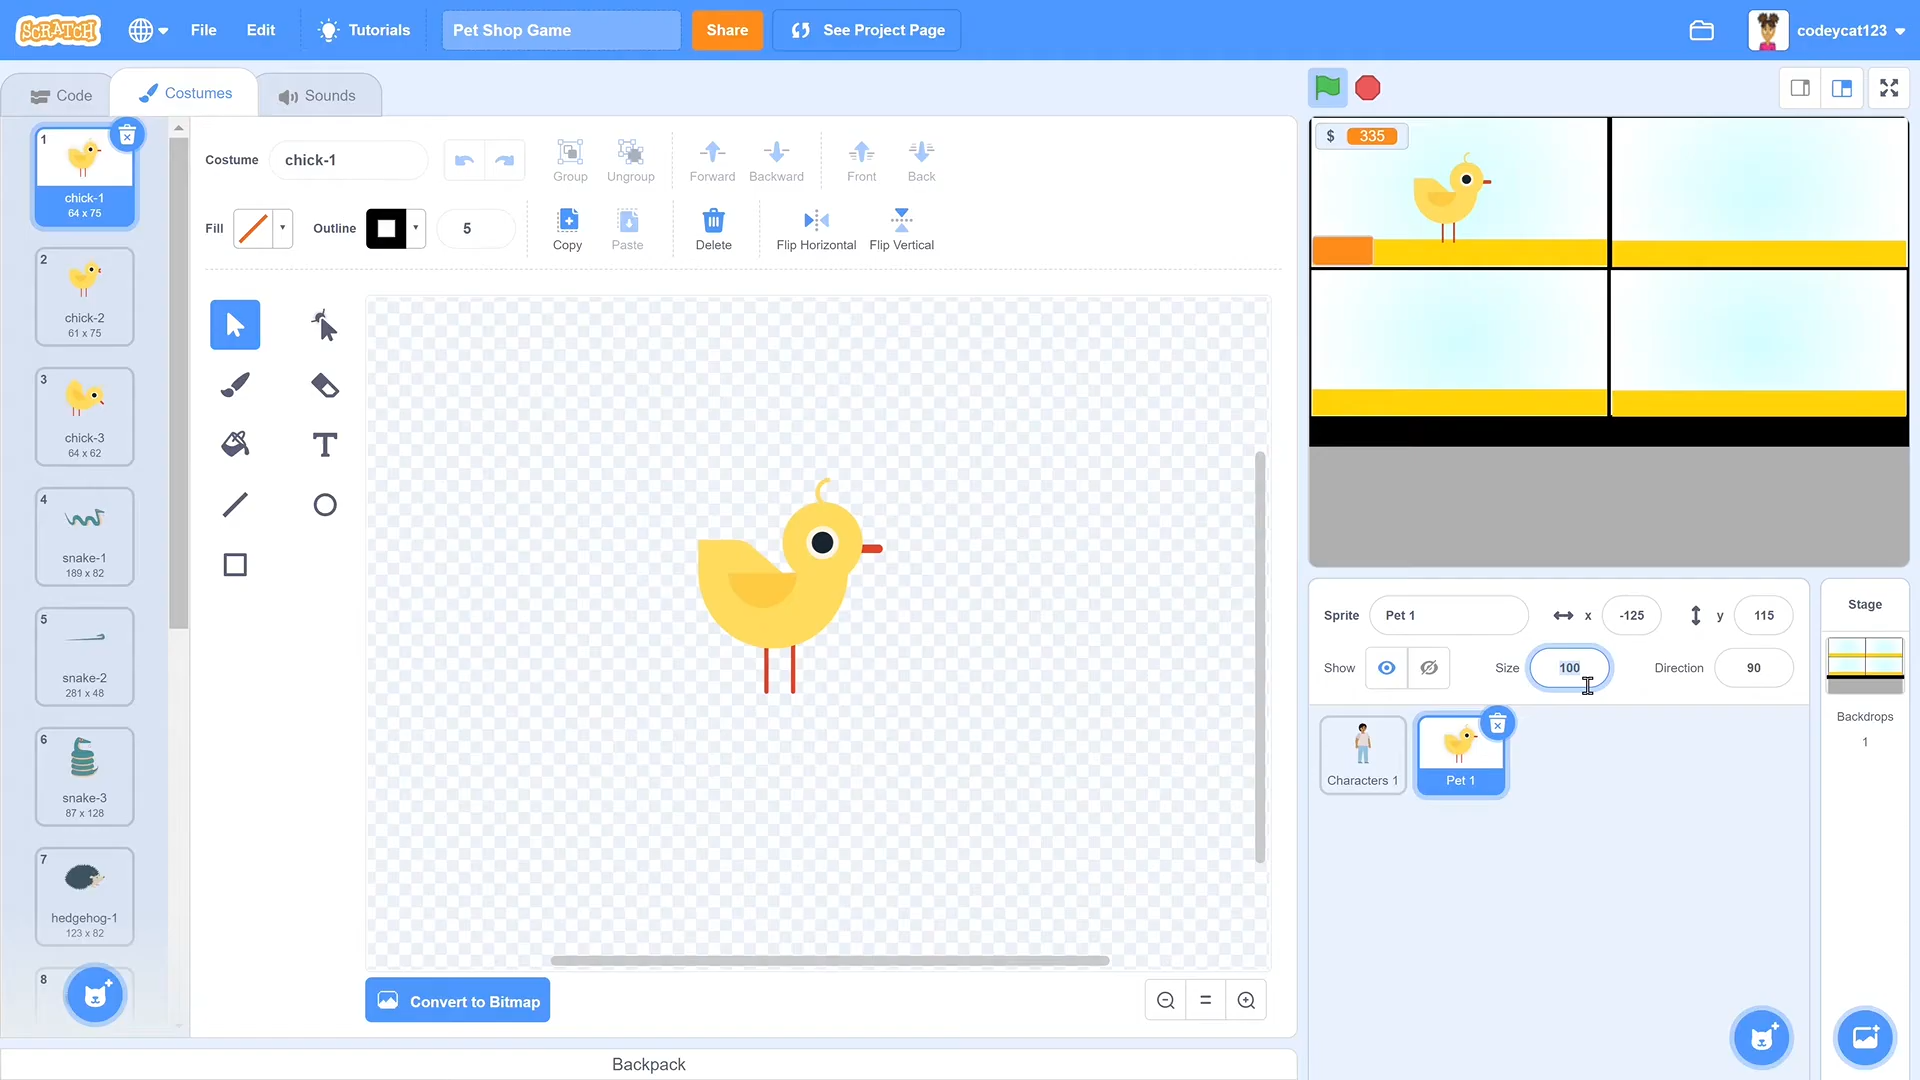 SCRATCH
File
Edit
Tutorials
Pet Shop Game
Share
See Project Page
codeycat123
Code
Costumes
Sounds
1
chick-1
64 x 75
2
chick-2
61 x 75
3
chick-3
64 x 62
4
snake-1
189 x 82
5
snake-2
281 x 48
6
snake-3
87 x 128
7
hedgehog-1
123 x 82
8
Costume
chick-1
Group
Ungroup
Forward
Backward
Front
Back
Fill
Outline
5
Copy
Paste
Delete
Flip Horizontal
Flip Vertical
T
Convert to Bitmap
Backpack
$ 335
Sprite
Pet 1
x
-125
y
115
Show
Size
100
Direction
90
Characters 1
Pet 1
Stage
Backdrops
1